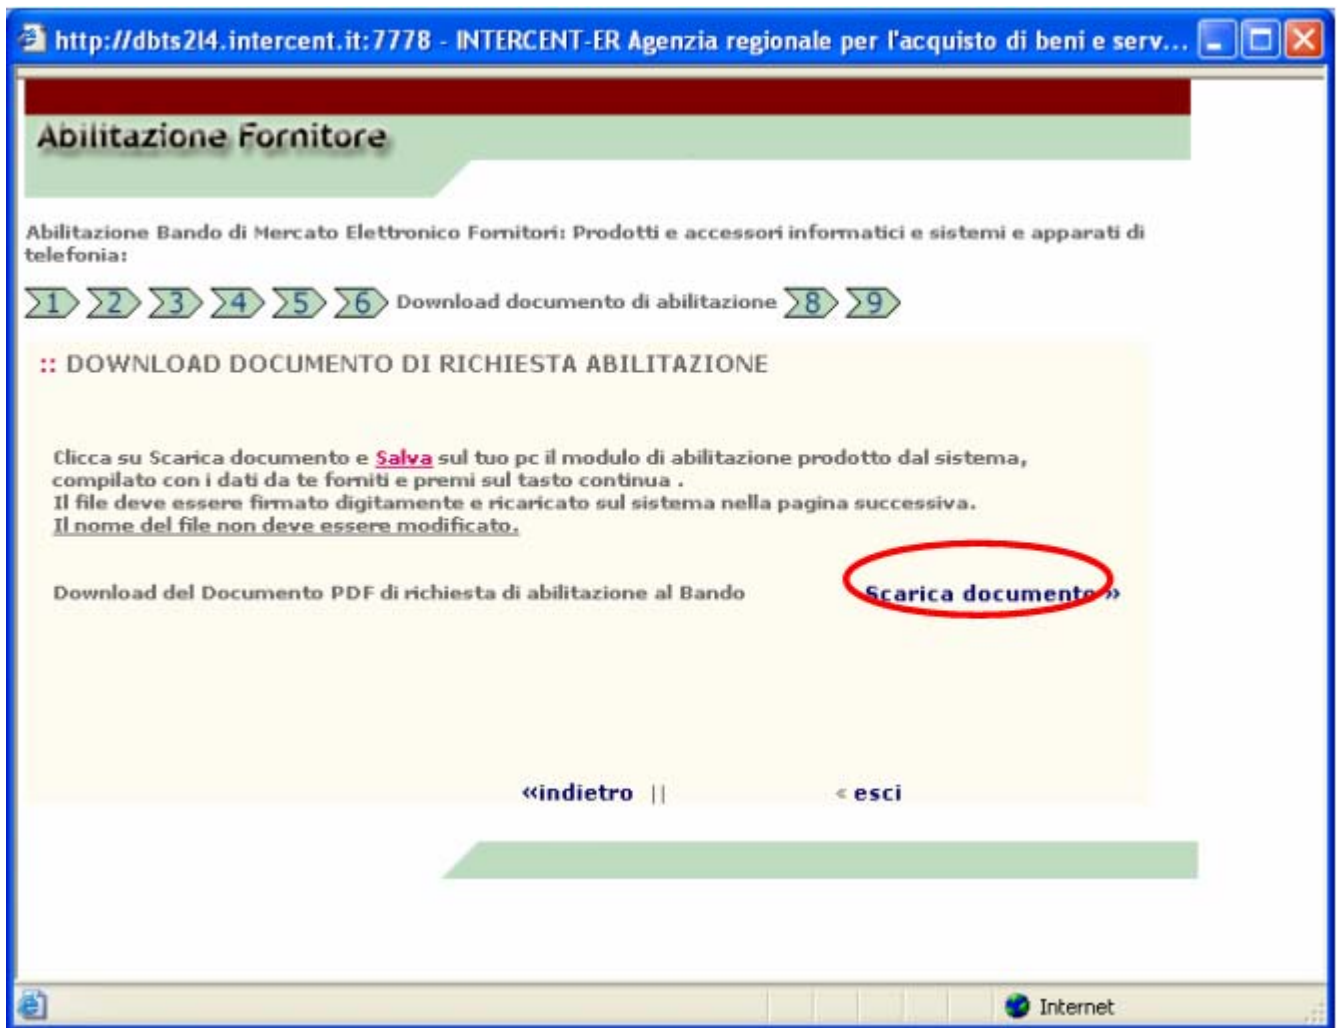 http://dbts2l4.intercent.it:7778 - INTERCENT-ER Agenzia regionale per l'acquisto di beni e serv...
Abilitazione Fornitore
Abilitazione Bando di Mercato Elettronico Fornitori: Prodotti e accessori informatici e sistemi e apparati di
telefonia:
1 2 3 4 5 6 Download documento di abilitazione 8 9
:: DOWNLOAD DOCUMENTO DI RICHIESTA ABILITAZIONE
Clicca su Scarica documento e Salva sul tuo pc il modulo di abilitazione prodotto dal sistema,
compilato con i dati da te forniti e premi sul tasto continua .
Il file deve essere firmato digitamente e ricaricato sul sistema nella pagina successiva.
Il nome del file non deve essere modificato.
Download del Documento PDF di richiesta di abilitazione al Bando Scarica documento »
«indietro || « esci
Internet